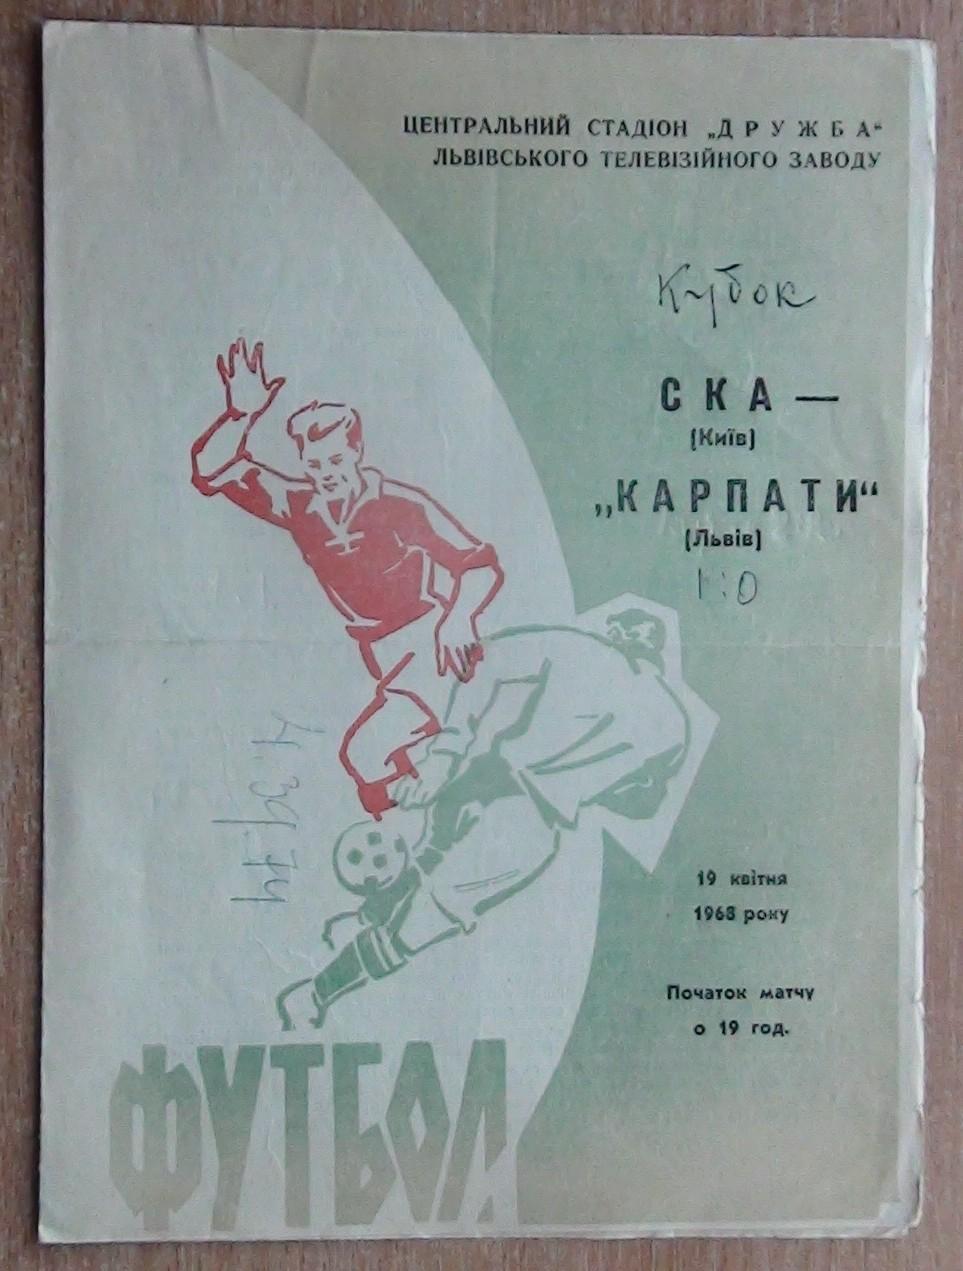 ЦЕНТРАЛЬНИЙ СТАДІОН „ДРУЖБА“
ЛЬВІВСЬКОГО ТЕЛЕВІЗІЙНОГО ЗАВОДУ
Кубок
СКА —
(Київ)
„КАРПАТИ“
(Львів)
1:0
19 квітня
1968 року
Початок матчу
о 19 год.
ФУТБОЛ